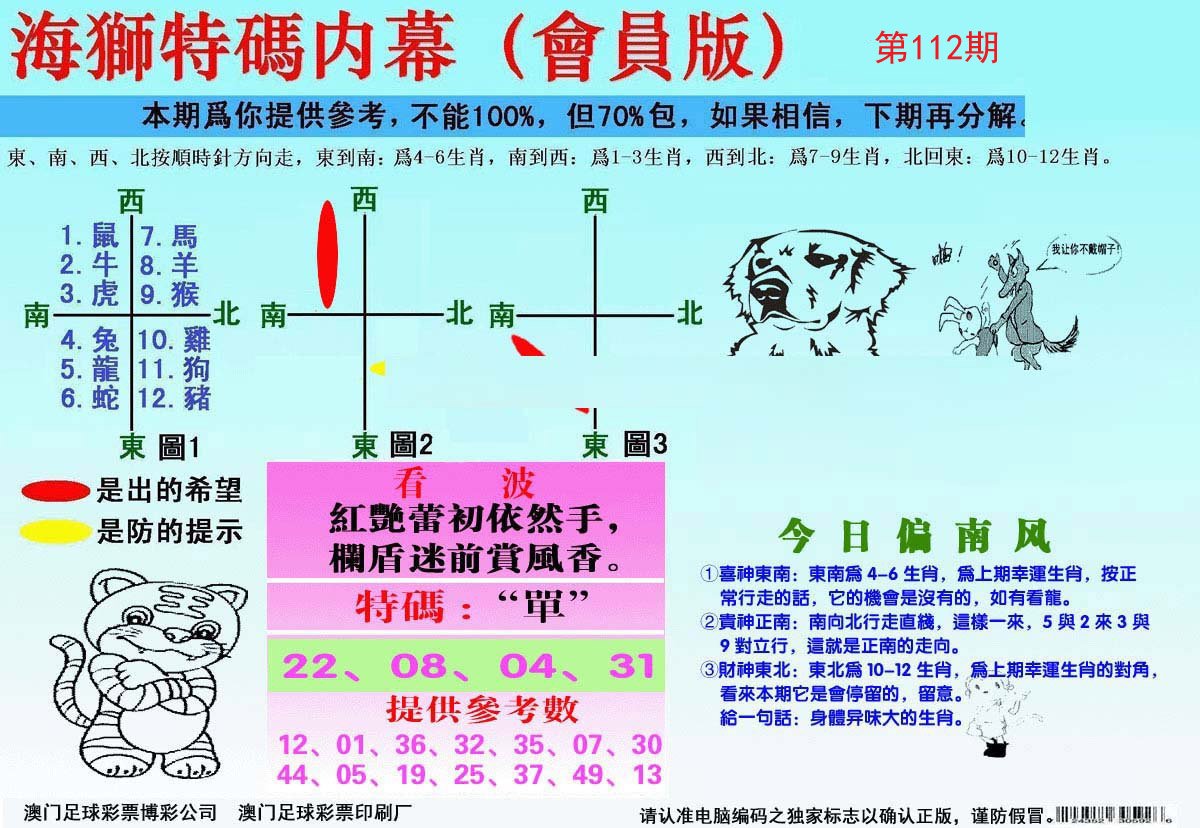 海獅特碼内幕（會員版）
第112期
本期爲你提供參考，不能100%，但70%包，如果相信，下期再分解。
東、南、西、北按順時針方向走，東到南：爲4-6生肖，南到西：爲1-3生肖，西到北：爲7-9生肖，北回東：爲10-12生肖。
西
1. 鼠 7. 馬
2. 牛 8. 羊
3. 虎 9. 猴
南 北
4. 兔 10. 雞
5. 龍 11. 狗
6. 蛇 12. 豬
東 圖1
西
南 北
東 圖2
西
南 北
東 圖3
我让你不戴帽子!
是出的希望
是防的提示
看 波
紅艷蕾初依然手，
欄盾迷前賞風香。
特碼：“單”
22、08、04、31
提供參考數
12、01、36、32、35、07、30
44、05、19、25、37、49、13
今日偏南风
①喜神東南：東南爲4-6生肖，爲上期幸運生肖，按正
常行走的話，它的機會是没有的，如有看龍。
②貴神正南：南向北行走直綫，這樣一來，5與2來3與
9對立行，這就是正南的走向。
③財神東北：東北爲10-12生肖，爲上期幸運生肖的對角，
看來本期它是會停留的，留意。
給一句話：身體异味大的生肖。
澳门足球彩票博彩公司 澳门足球彩票印刷厂
请认准电脑编码之独家标志以确认正版，谨防假冒。